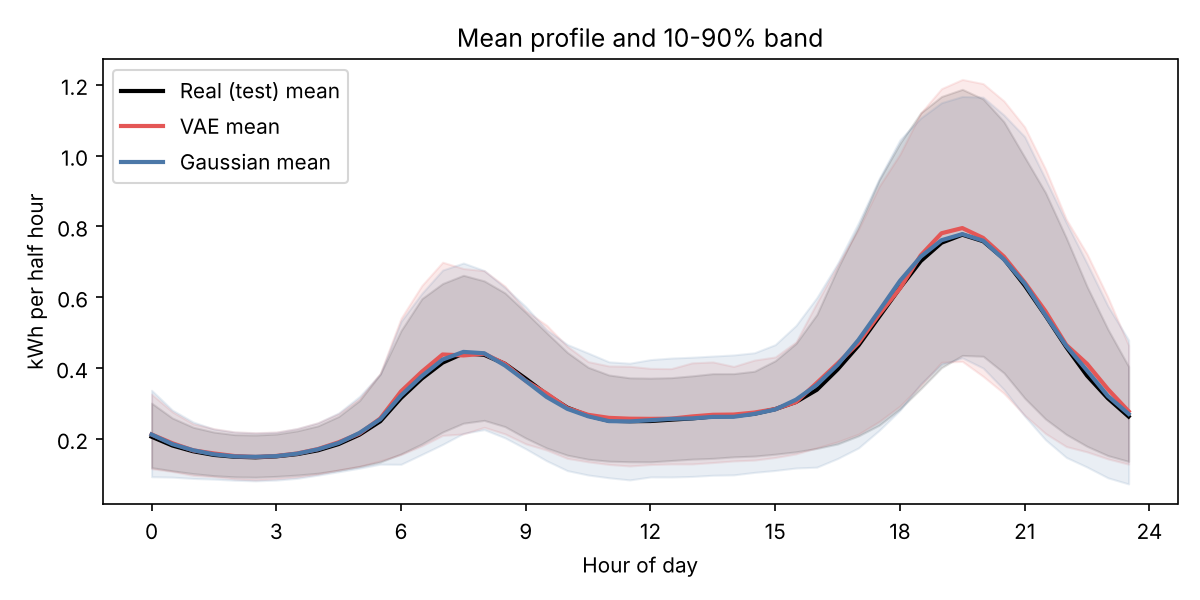 Mean profile and 10-90% band
1.2
1.0
0.8
0.6
0.4
0.2
kWh per half hour
Real (test) mean
VAE mean
Gaussian mean
0 3 6 9 12 15 18 21 24
Hour of day